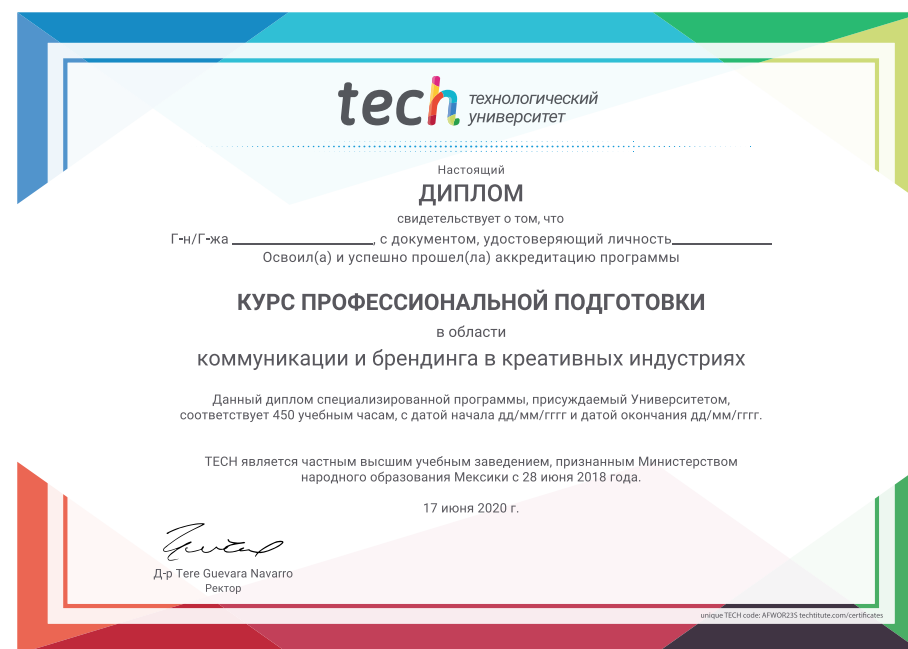 tech технологический
университет
Настоящий
ДИПЛОМ
свидетельствует о том, что
Г-н/Г-жа ________________, с документом, удостоверяющий личность____________
Освоил(а) и успешно прошел(ла) аккредитацию программы
КУРС ПРОФЕССИОНАЛЬНОЙ ПОДГОТОВКИ
в области
коммуникации и брендинга в креативных индустриях
Данный диплом специализированной программы, присуждаемый Университетом,
соответствует 450 учебным часам, с датой начала дд/мм/гггг и датой окончания дд/мм/гггг.
TECH является частным высшим учебным заведением, признанным Министерством
народного образования Мексики с 28 июня 2018 года.
17 июня 2020 г.
Д-р Tere Guevara Navarro
Ректор
unique TECH code: AFWOR23S techtitute.com/certificates